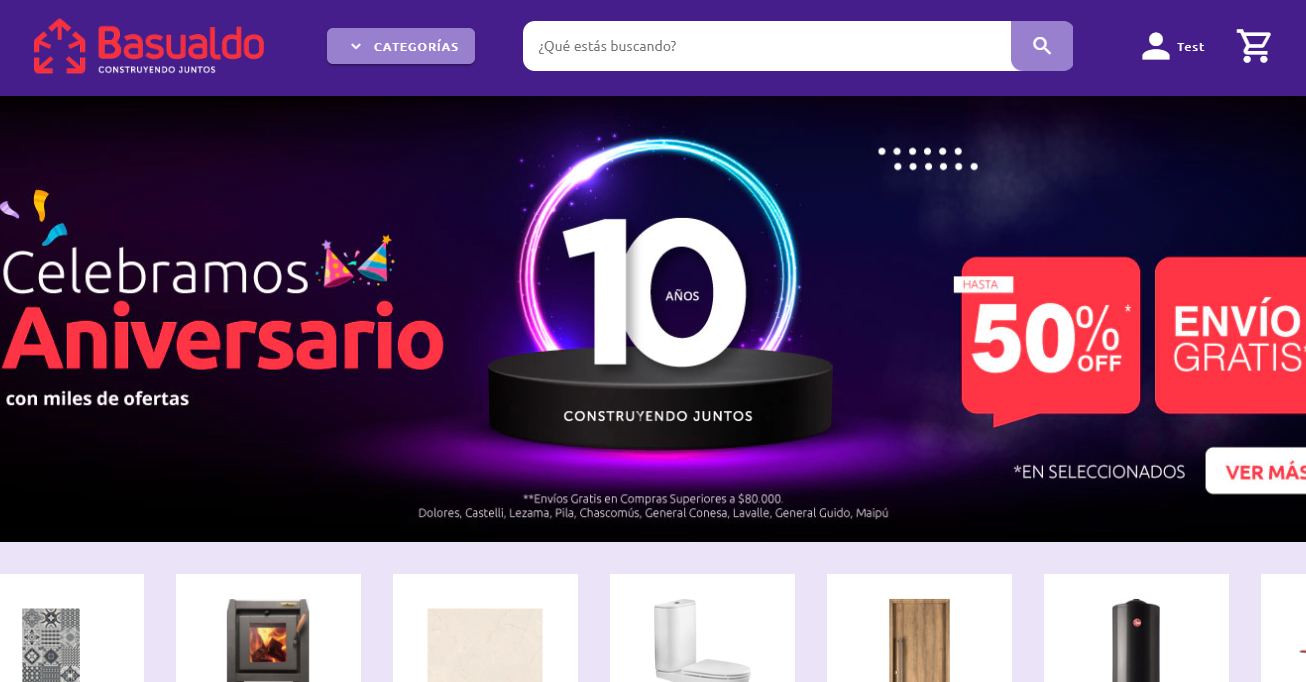 Basualdo
CONSTRUYENDO JUNTOS
CATEGORÍAS
¿Qué estás buscando?
Test
Celebramos
Aniversario
con miles de ofertas
10
AÑOS
CONSTRUYENDO JUNTOS
HASTA
50% OFF*
ENVÍO
GRATIS*
*EN SELECCIONADOS
VER MÁS
**Envíos Gratis en Compras Superiores a $80.000.
Dolores, Castelli, Lezama, Pila, Chascomús, General Conesa, Lavalle, General Guido, Maipú